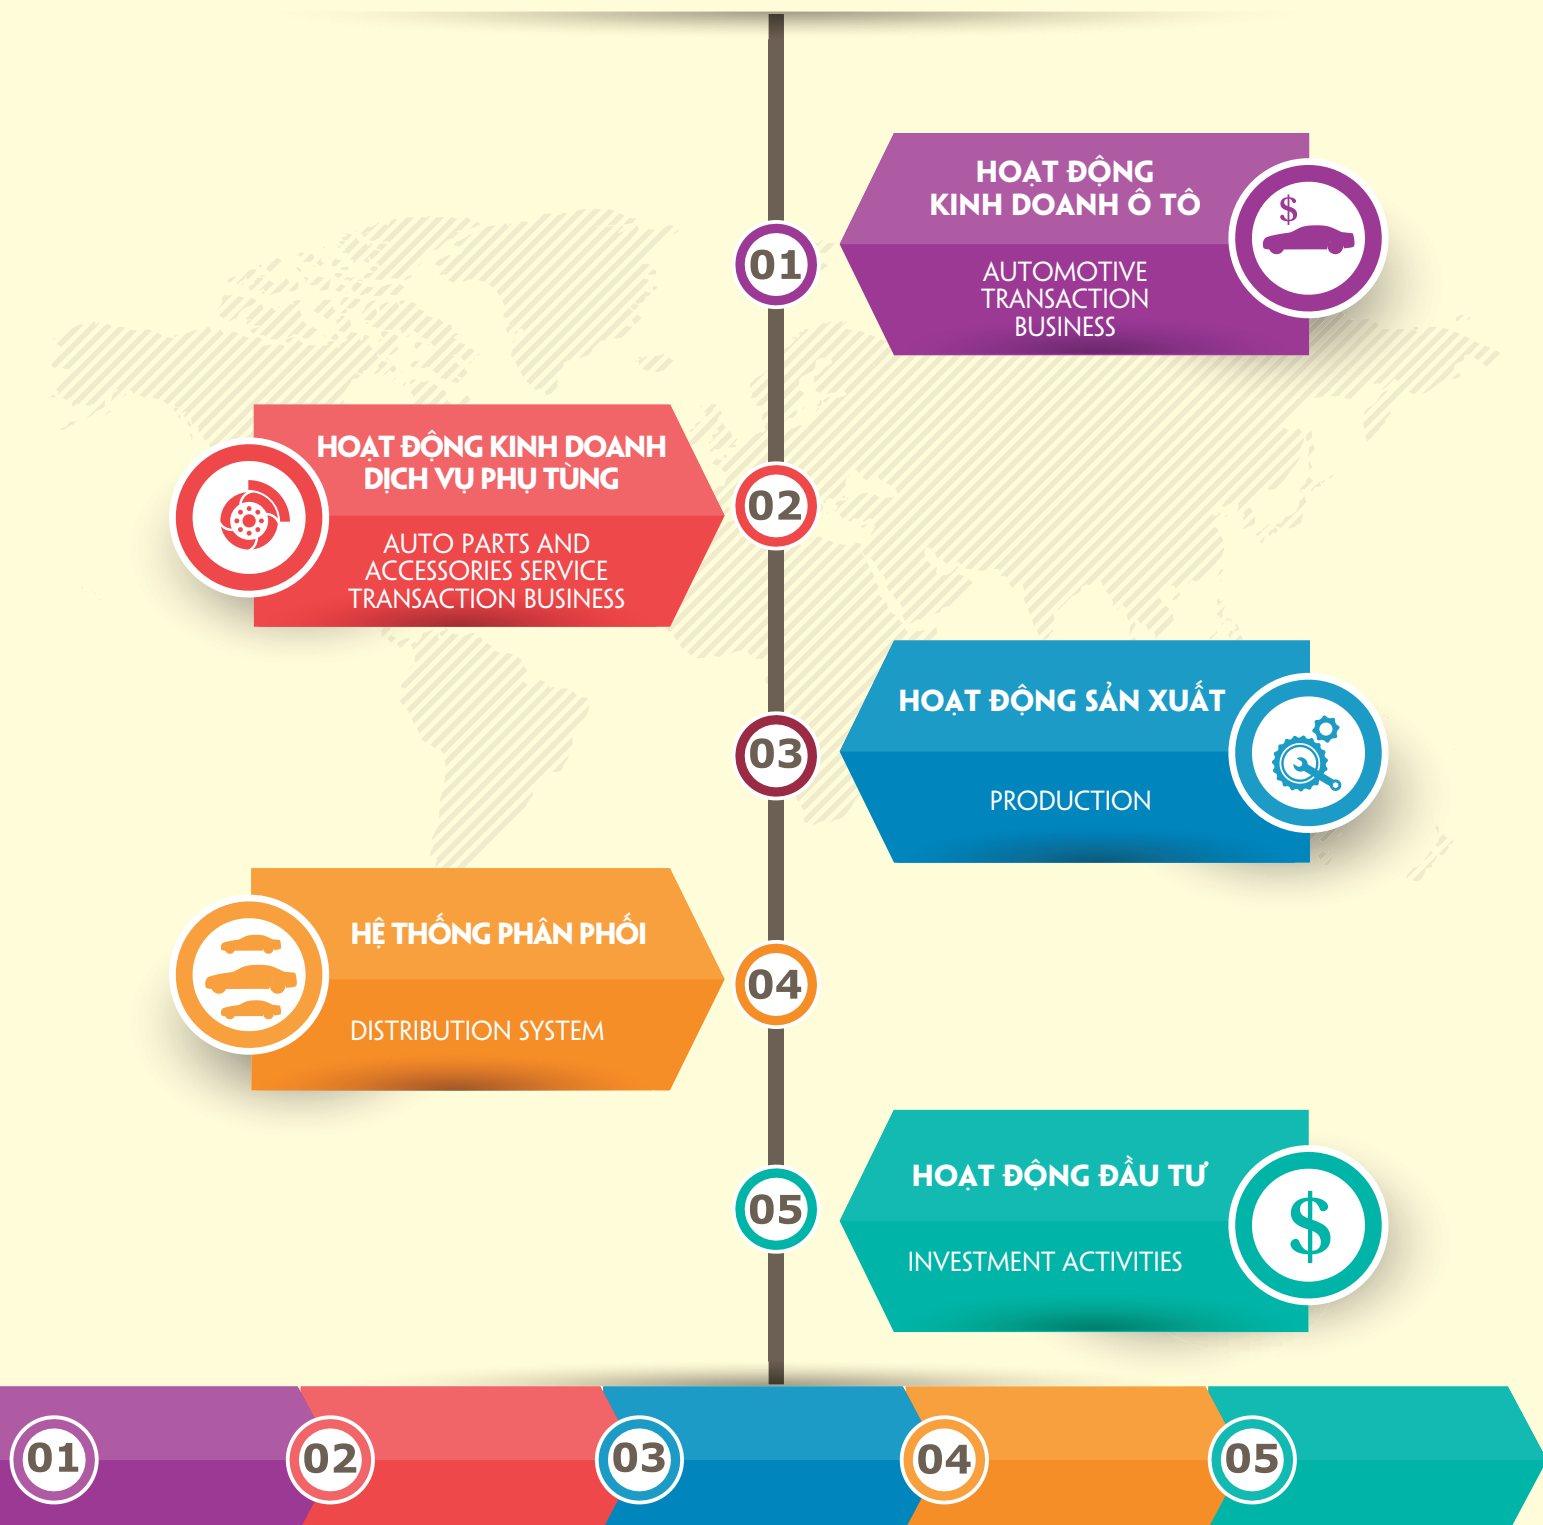 01
HOẠT ĐỘNG
KINH DOANH Ô TÔ
$
AUTOMOTIVE
TRANSACTION
BUSINESS
02
HOẠT ĐỘNG KINH DOANH
DỊCH VỤ PHỤ TÙNG
AUTO PARTS AND
ACCESSORIES SERVICE
TRANSACTION BUSINESS
03
HOẠT ĐỘNG SẢN XUẤT
PRODUCTION
04
HỆ THỐNG PHÂN PHỐI
DISTRIBUTION SYSTEM
05
HOẠT ĐỘNG ĐẦU TƯ
INVESTMENT ACTIVITIES
$
01 02 03 04 05